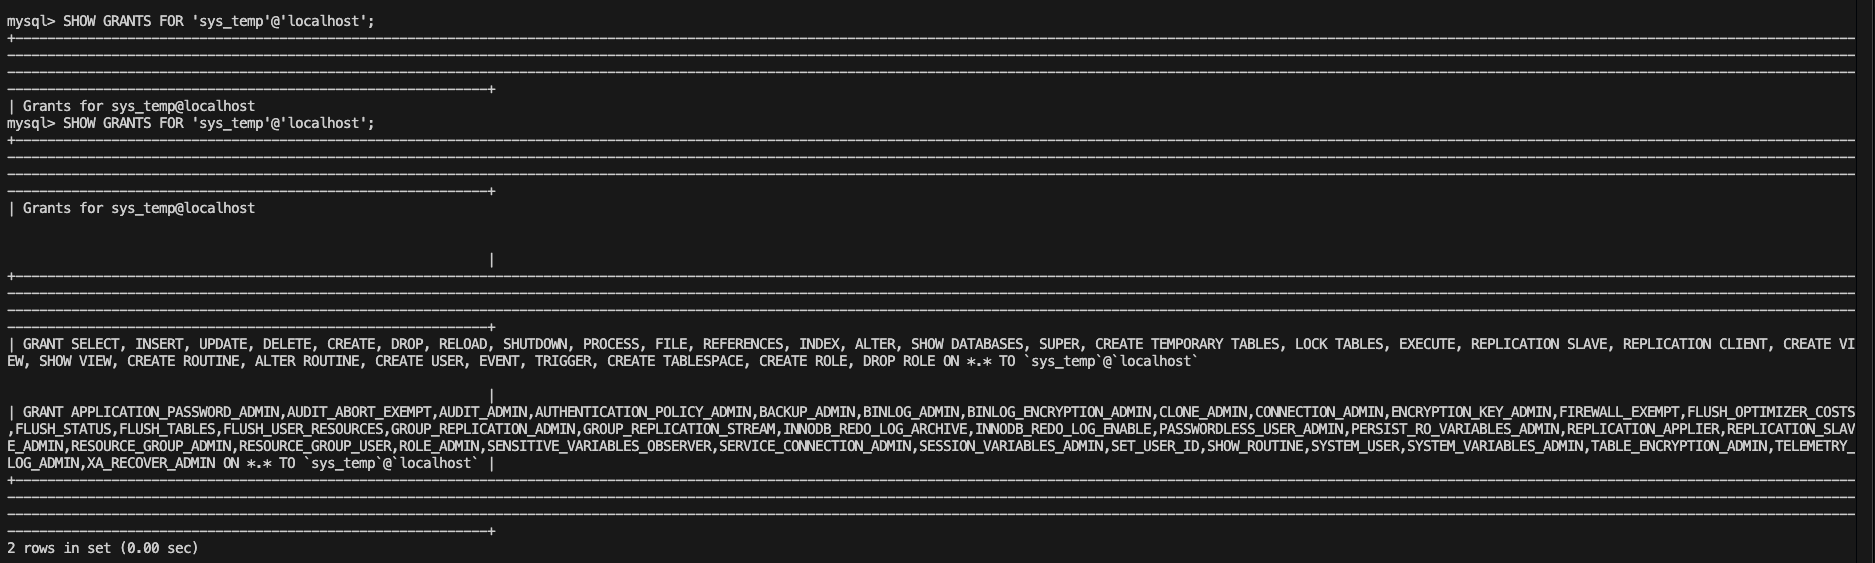 mysql> SHOW GRANTS FOR 'sys_temp'@'localhost';
| Grants for sys_temp@localhost
mysql> SHOW GRANTS FOR 'sys_temp'@'localhost';
| Grants for sys_temp@localhost
|
| GRANT SELECT, INSERT, UPDATE, DELETE, CREATE, DROP, RELOAD, SHUTDOWN, PROCESS, FILE, REFERENCES, INDEX, ALTER, SHOW DATABASES, SUPER, CREATE TEMPORARY TABLES, LOCK TABLES, EXECUTE, REPLICATION SLAVE, REPLICATION CLIENT, CREATE VI
EW, SHOW VIEW, CREATE ROUTINE, ALTER ROUTINE, CREATE USER, EVENT, TRIGGER, CREATE TABLESPACE, CREATE ROLE, DROP ROLE ON *.* TO `sys_temp`@`localhost`
|
| GRANT APPLICATION_PASSWORD_ADMIN,AUDIT_ABORT_EXEMPT,AUDIT_ADMIN,AUTHENTICATION_POLICY_ADMIN,BACKUP_ADMIN,BINLOG_ADMIN,BINLOG_ENCRYPTION_ADMIN,CLONE_ADMIN,CONNECTION_ADMIN,ENCRYPTION_KEY_ADMIN,FIREWALL_EXEMPT,FLUSH_OPTIMIZER_COSTS
,FLUSH_STATUS,FLUSH_TABLES,FLUSH_USER_RESOURCES,GROUP_REPLICATION_ADMIN,GROUP_REPLICATION_STREAM,INNODB_REDO_LOG_ARCHIVE,INNODB_REDO_LOG_ENABLE,PASSWORDLESS_USER_ADMIN,PERSIST_RO_VARIABLES_ADMIN,REPLICATION_APPLIER,REPLICATION_SLAV
E_ADMIN,RESOURCE_GROUP_ADMIN,RESOURCE_GROUP_USER,ROLE_ADMIN,SENSITIVE_VARIABLES_OBSERVER,SERVICE_CONNECTION_ADMIN,SESSION_VARIABLES_ADMIN,SET_USER_ID,SHOW_ROUTINE,SYSTEM_USER,SYSTEM_VARIABLES_ADMIN,TABLE_ENCRYPTION_ADMIN,TELEMETRY_
LOG_ADMIN,XA_RECOVER_ADMIN ON *.* TO `sys_temp`@`localhost` |
2 rows in set (0.00 sec)